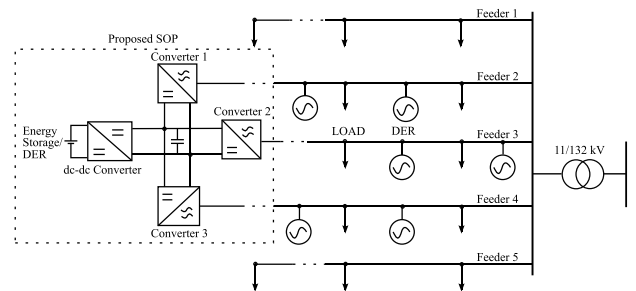 Feeder 1
Proposed SOP
Converter 1
Feeder 2
Converter 2
Energy
Storage/
DER
dc-dc Converter
LOAD
DER
Feeder 3
11/132 kV
Converter 3
Feeder 4
Feeder 5